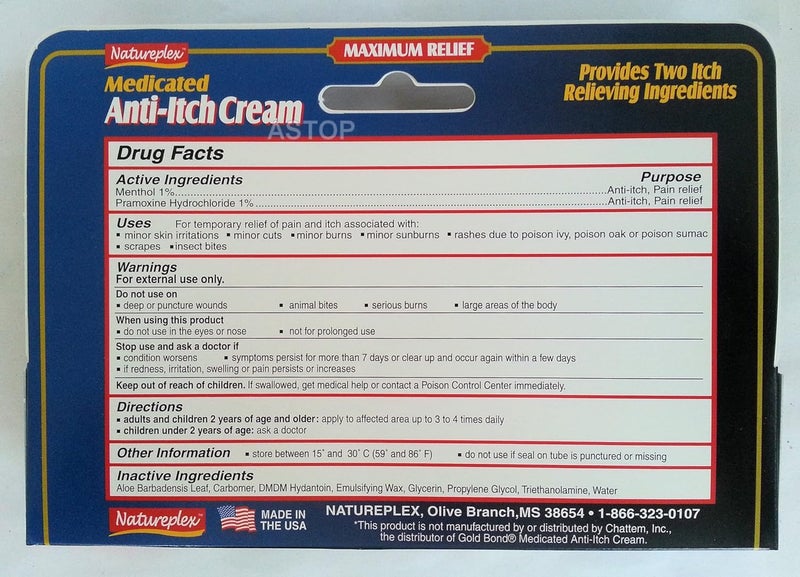 Natureplex™
MAXIMUM RELIEF
Medicated
Anti-Itch Cream
Provides Two Itch
Relieving Ingredients
ASTOP
Drug Facts
Active Ingredients Purpose
Menthol 1%..........Anti-itch, Pain relief
Pramoxine Hydrochloride 1%..........Anti-itch, Pain relief
Uses For temporary relief of pain and itch associated with:
▪ minor skin irritations ▪ minor cuts ▪ minor burns ▪ minor sunburns ▪ rashes due to poison ivy, poison oak or poison sumac
▪ scrapes ▪ insect bites
Warnings
For external use only.
Do not use on
▪ deep or puncture wounds ▪ animal bites ▪ serious burns ▪ large areas of the body
When using this product
▪ do not use in the eyes or nose ▪ not for prolonged use
Stop use and ask a doctor if
▪ condition worsens ▪ symptoms persist for more than 7 days or clear up and occur again within a few days
▪ if redness, irritation, swelling or pain persists or increases
Keep out of reach of children. If swallowed, get medical help or contact a Poison Control Center immediately.
Directions
▪ adults and children 2 years of age and older: apply to affected area up to 3 to 4 times daily
▪ children under 2 years of age: ask a doctor
Other Information ▪ store between 15° and 30° C (59° and 86° F) ▪ do not use if seal on tube is punctured or missing
Inactive Ingredients
Aloe Barbadensis Leaf, Carbomer, DMDM Hydantoin, Emulsifying Wax, Glycerin, Propylene Glycol, Triethanolamine, Water
Natureplex™
MADE IN
THE USA
NATUREPLEX, Olive Branch,MS 38654 • 1-866-323-0107
*This product is not manufactured by or distributed by Chattem, Inc.,
the distributor of Gold Bond® Medicated Anti-Itch Cream.